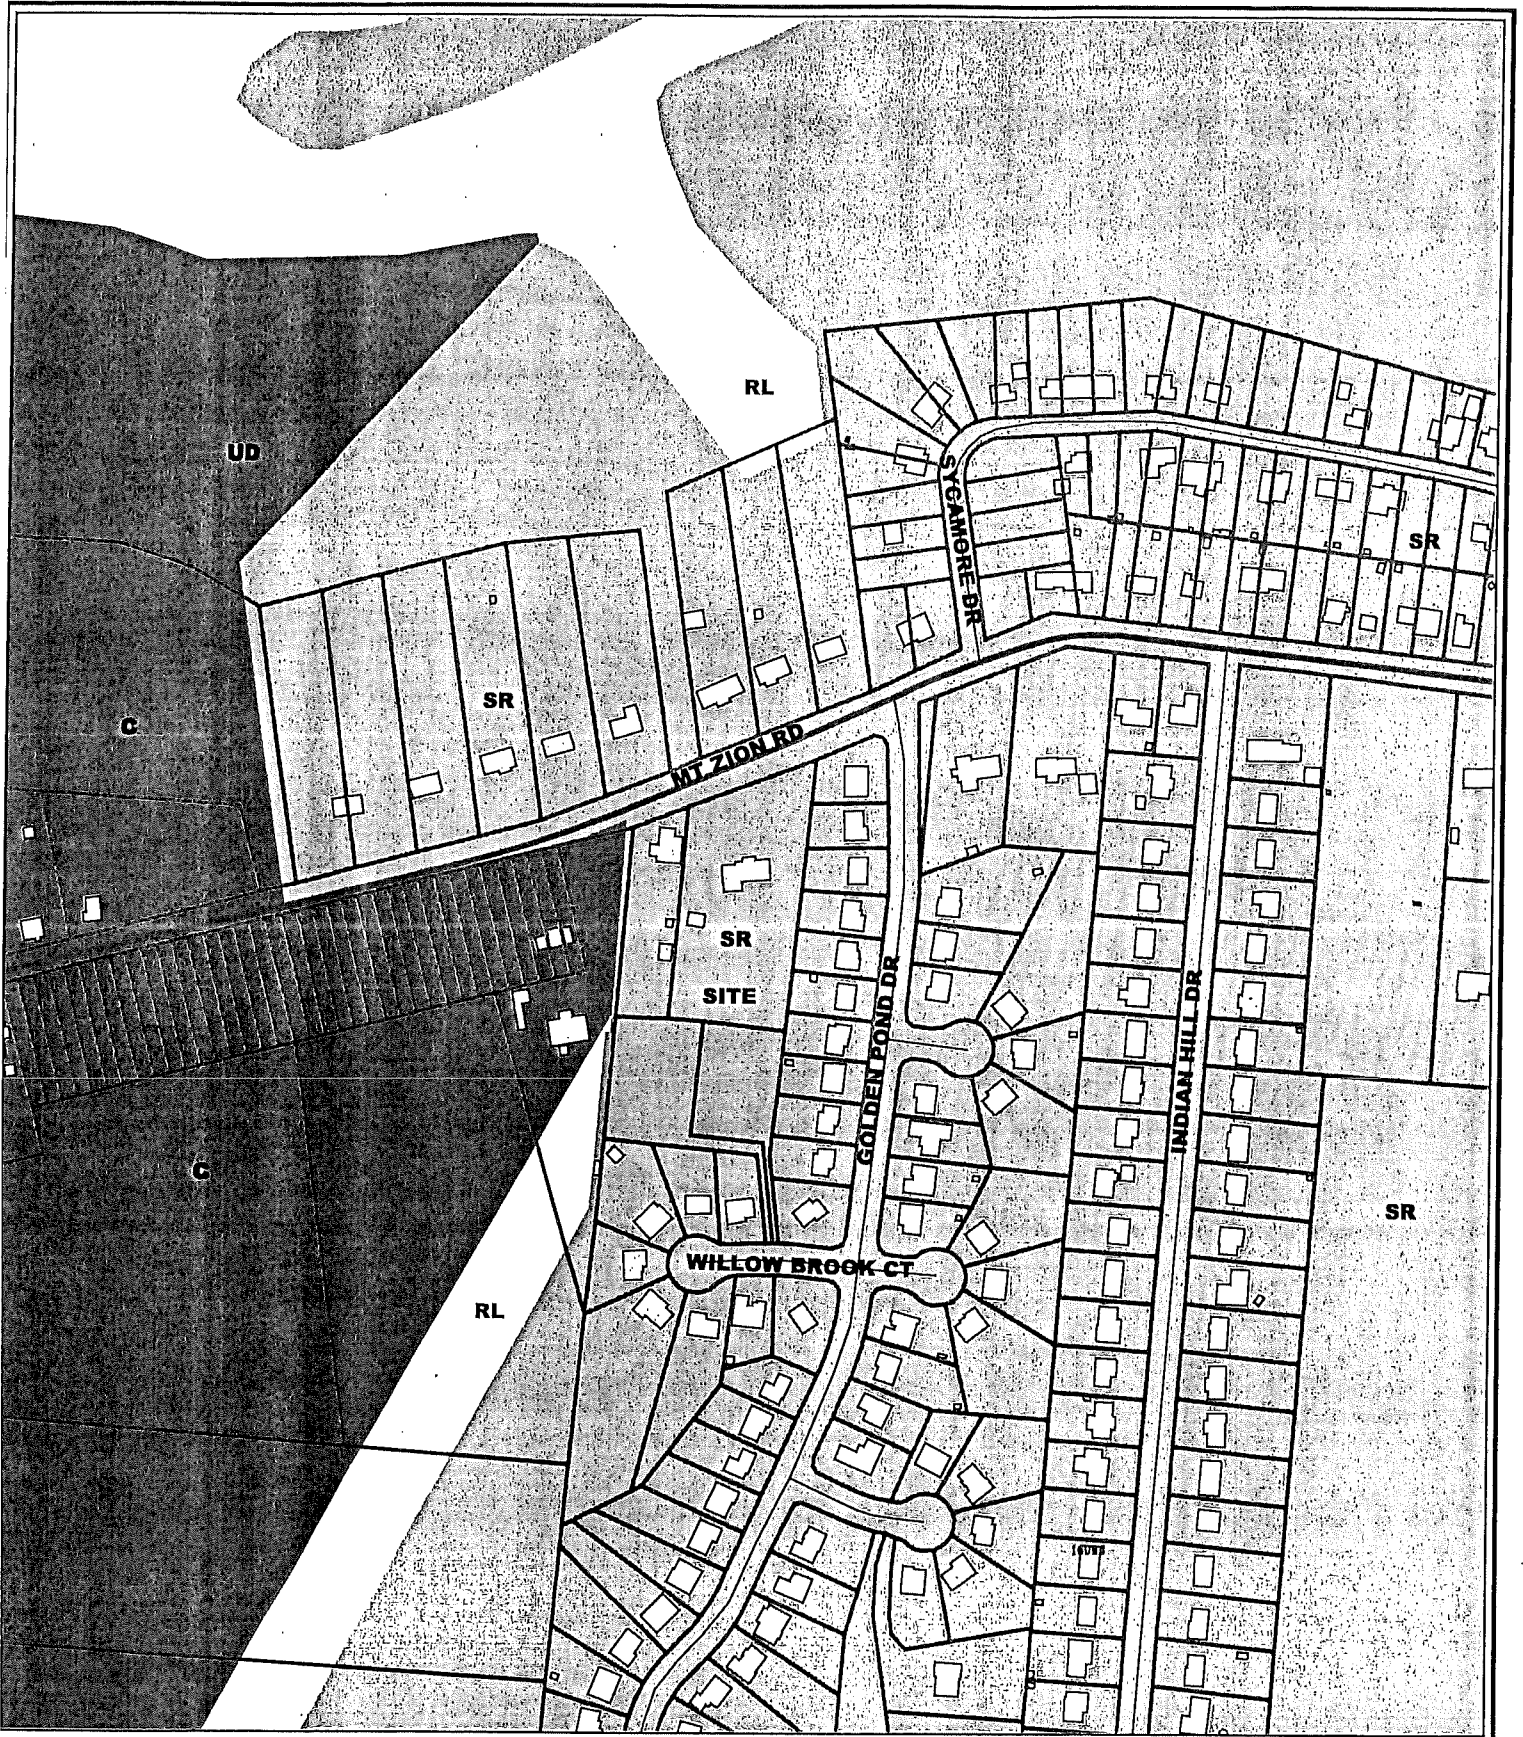 RL
UD
SYCAMORE DR
SR
SR
C
MT ZION RD
SR
SITE
GOLDEN POND DR
INDIAN HILL DR
C
SR
WILLOW BROOK CT
RL